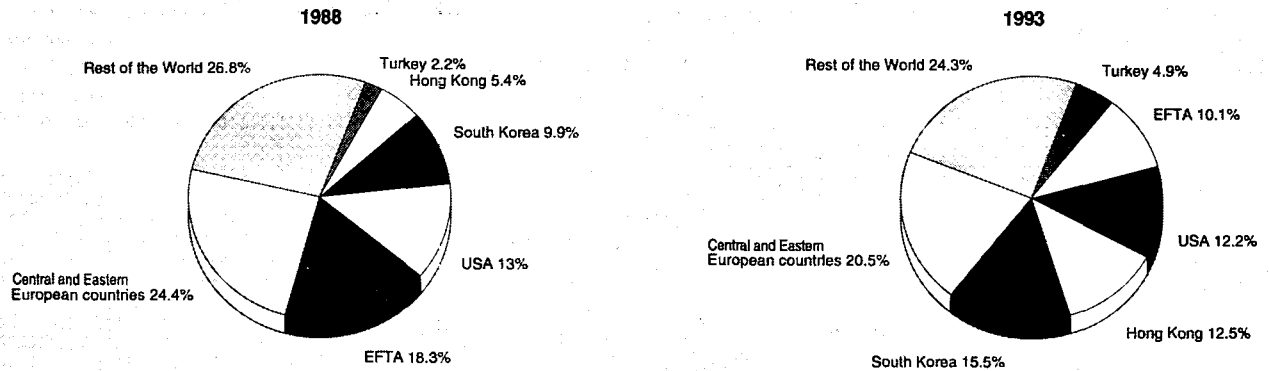 1988
Rest of the World 26.8%
Turkey 2.2%
Hong Kong 5.4%
South Korea 9.9%
USA 13%
EFTA 18.3%
Central and Eastern
European countries 24.4%
1993
Rest of the World 24.3%
Turkey 4.9%
EFTA 10.1%
USA 12.2%
Hong Kong 12.5%
South Korea 15.5%
Central and Eastern
European countries 20.5%